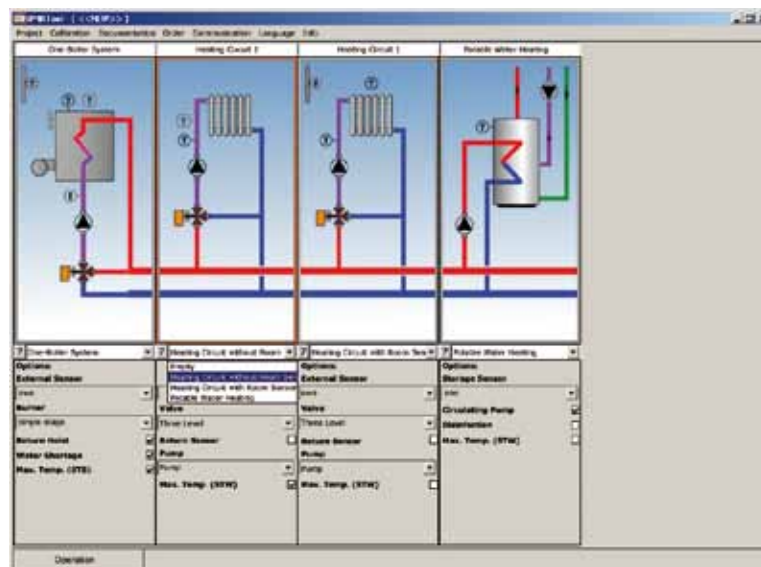 Project Calibration Documentation Order Communication Language Info
One-Boiler System
Heating Circuit
Heating Circuit 1
Potable Water Heating
T
T T
T
T
T
T
T
? One-Boiler System
? Heating Circuit without Room
? Heating Circuit with Room Sen
? Potable Water Heating
Empty
Heating Circuit without Room Sen
Heating Circuit with Room Sensor
Potable Water Heating
Options:
External Sensor
Burner
Single Stage
Return Hoist
Water Shortage
Max. Temp. (STB)
Valve
Three Level
Return Sensor
Pump
Pump
Max. Temp. (STW)
Options:
External Sensor
Valve
Three Level
Return Sensor
Pump
Pump
Max. Temp. (STW)
Options:
Storage Sensor
Circulating Pump
Disinfection
Max. Temp. (STW)
Operation